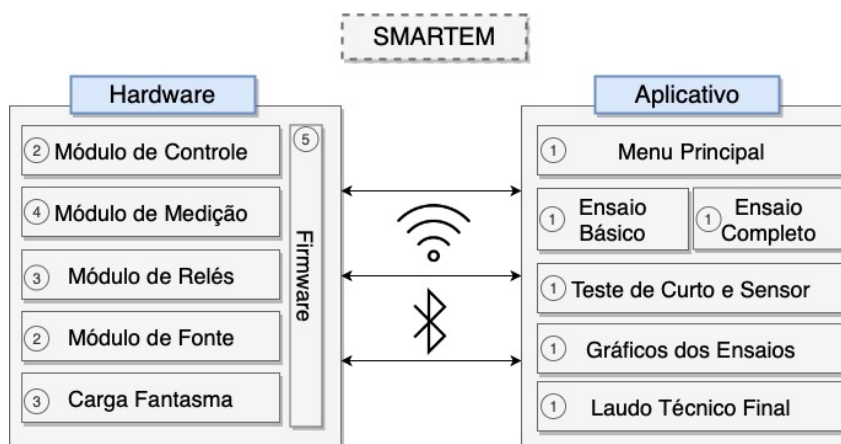 SMARTEM
Hardware
2 Módulo de Controle
4 Módulo de Medição
3 Módulo de Relés
2 Módulo de Fonte
3 Carga Fantasma
5
Firmware
Aplicativo
1 Menu Principal
1 Ensaio
Básico
1 Ensaio
Completo
1 Teste de Curto e Sensor
1 Gráficos dos Ensaios
1 Laudo Técnico Final